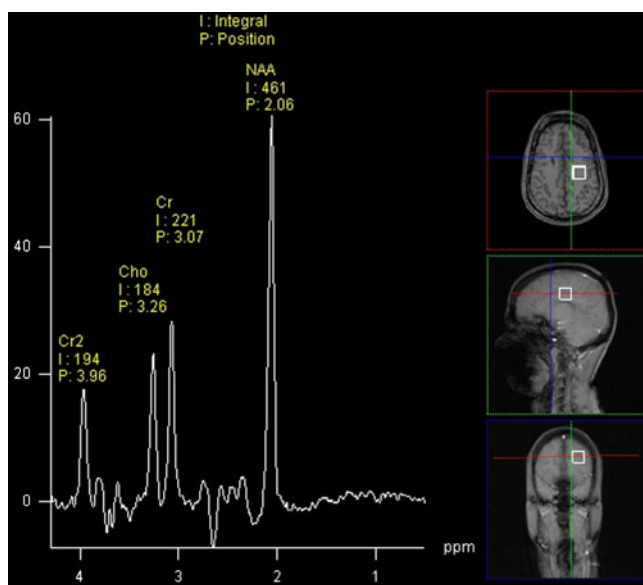 I : Integral
P: Position
NAA
I : 461
P: 2.06
60
Cr
I : 221
P: 3.07
40
Cho
I : 184
P: 3.26
Cr2
I : 194
P: 3.96
20
0
ppm
4 3 2 1